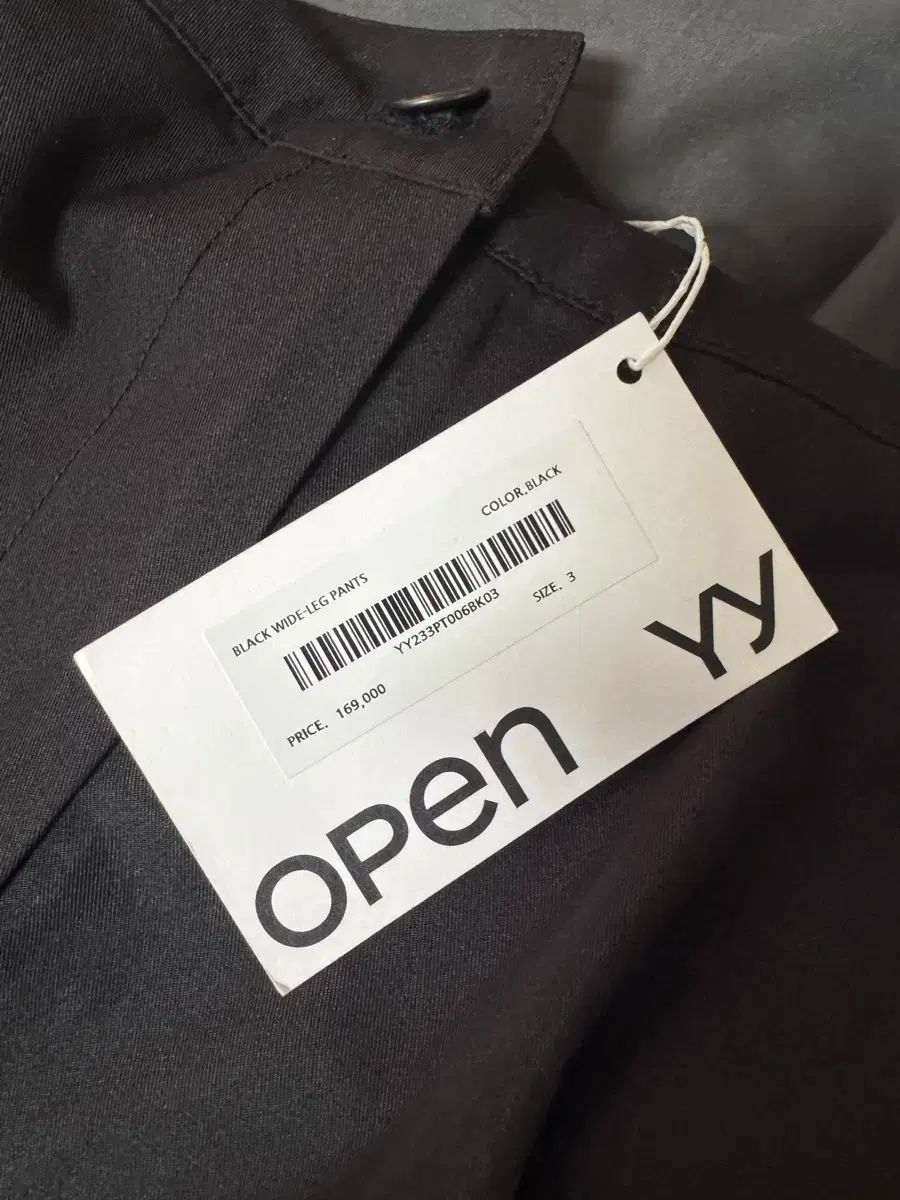 COLOR.BLACK
BLACK WIDE-LEG PANTS
YY233PT006BK03
SIZE. 3
PRICE. 169,000
open yy